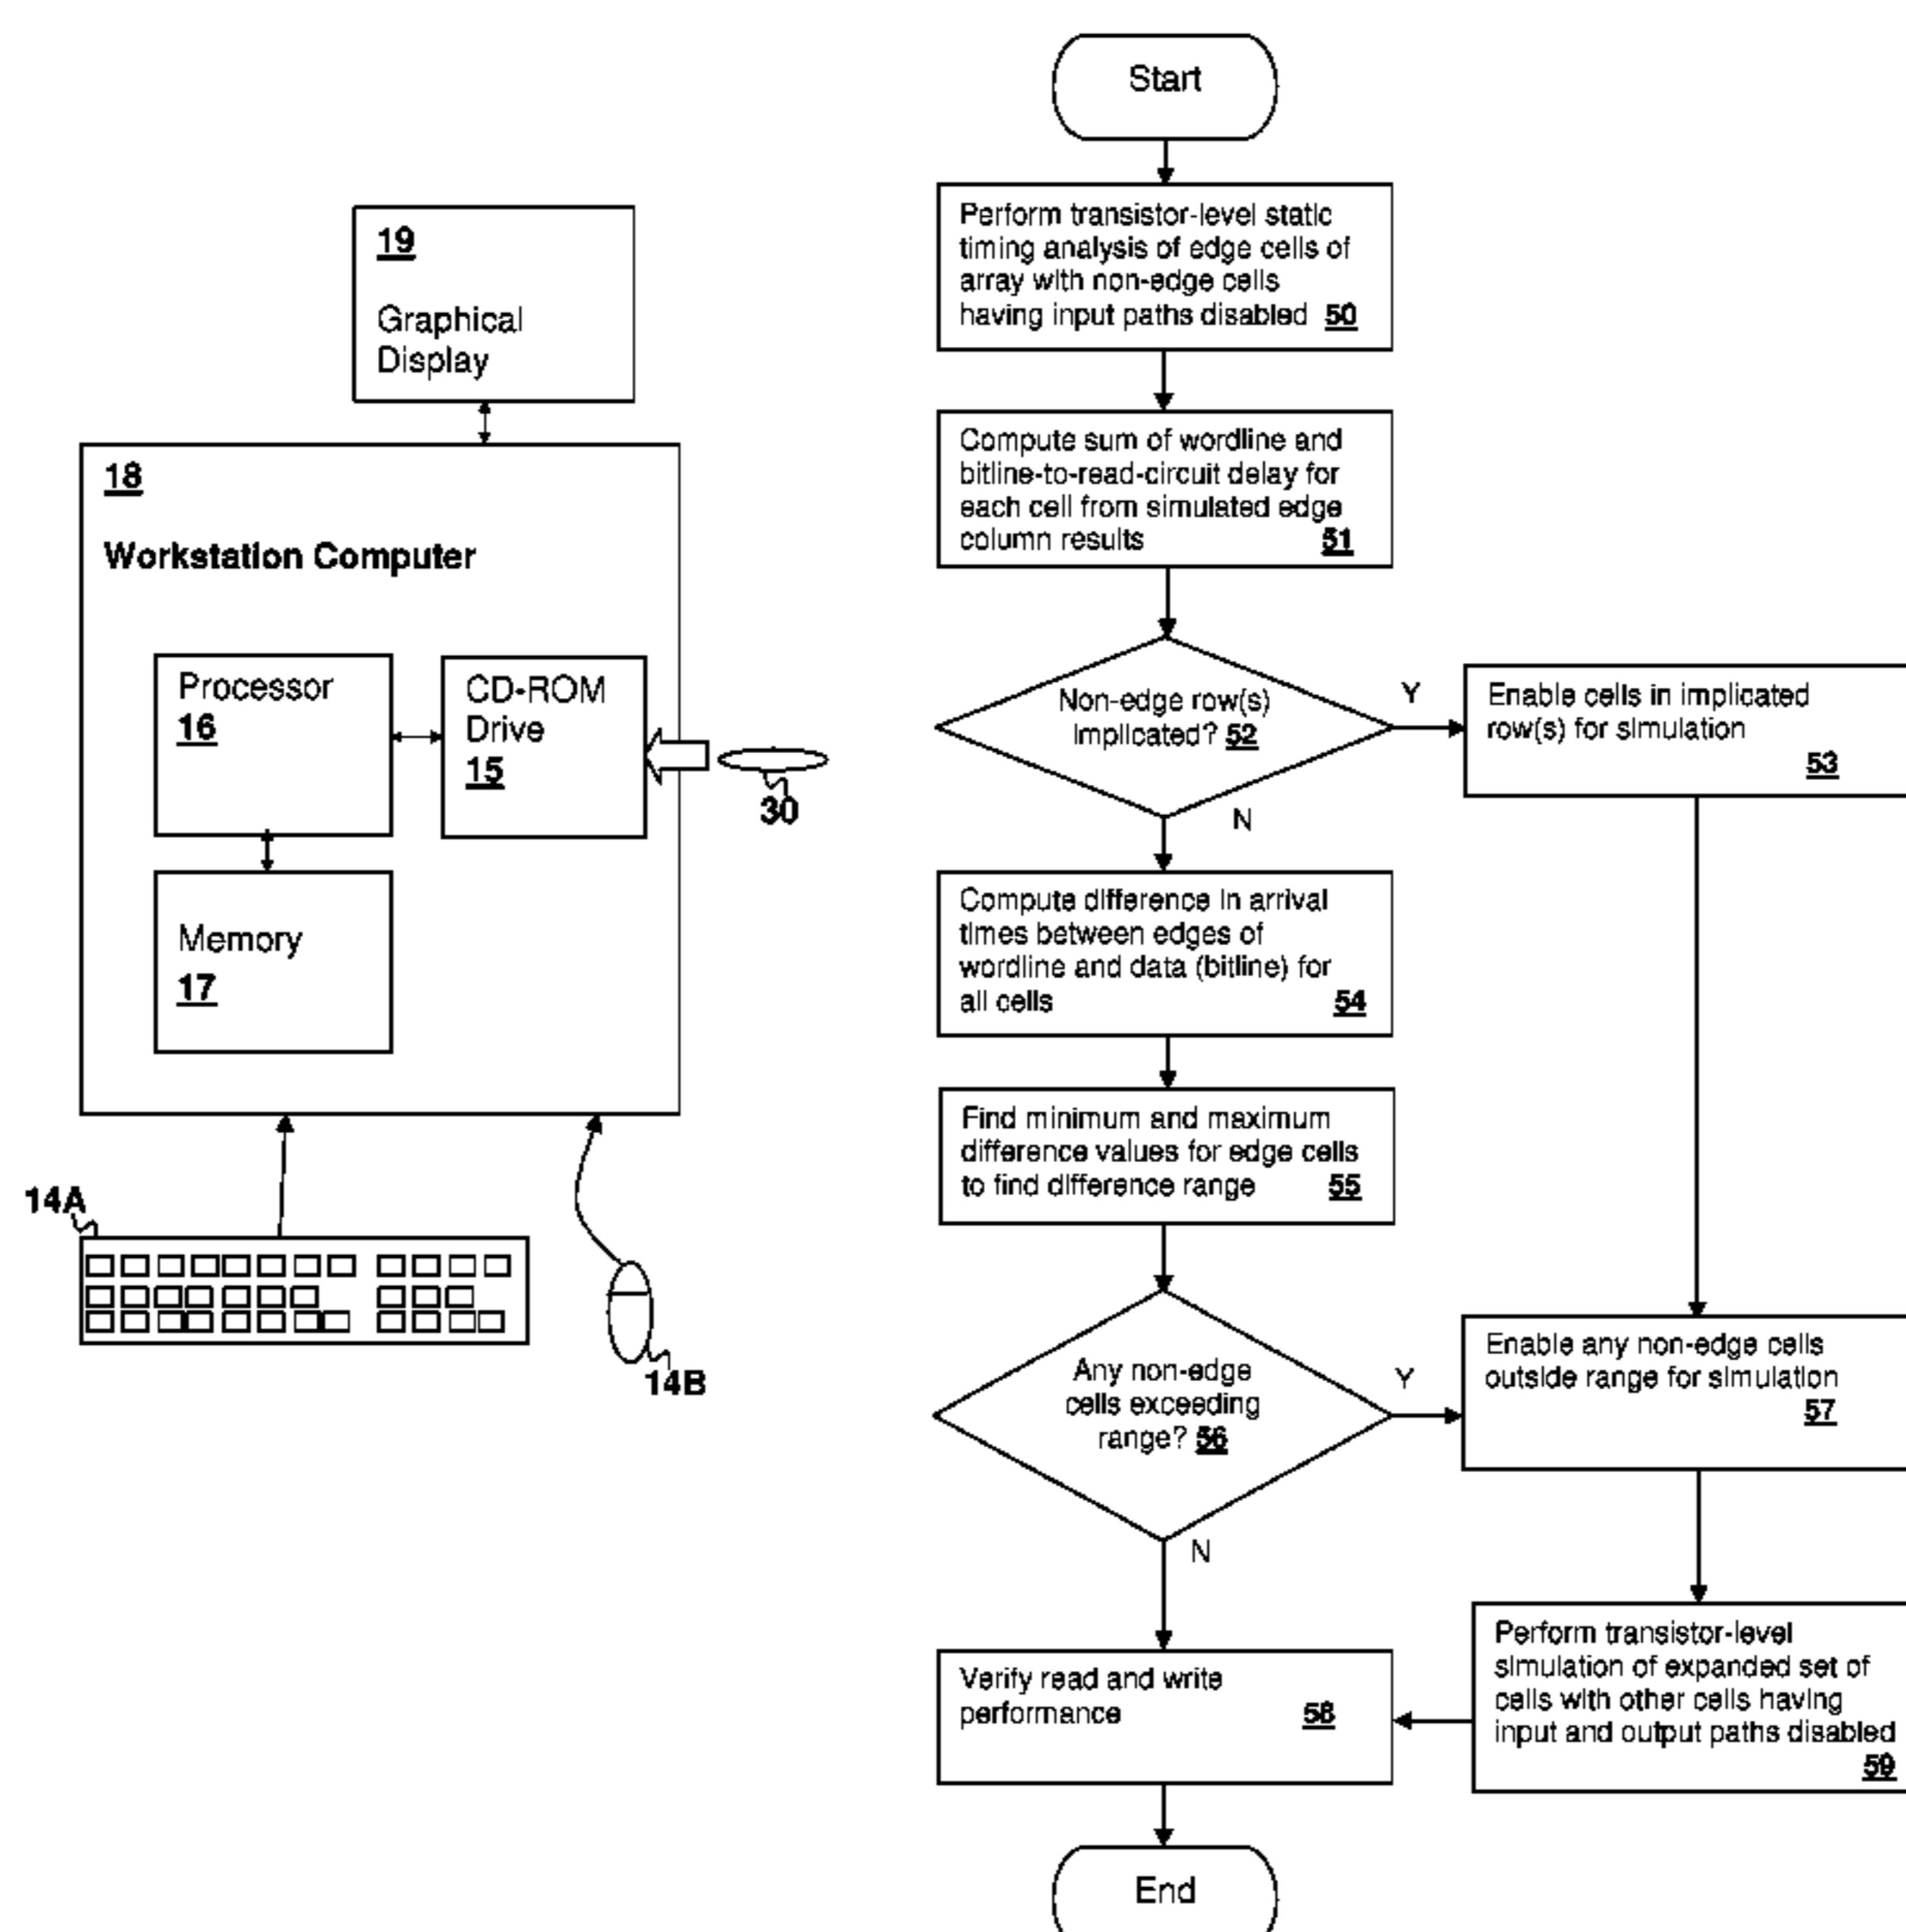 19
Graphical
Display
18
Workstation Computer
Processor
16
CD-ROM
Drive
15
30
Memory
17
14A
14B
Start
Perform transistor-level static
timing analysis of edge cells of
array with non-edge cells
having input paths disabled 50
Compute sum of wordline and
bitline-to-read-circuit delay for
each cell from simulated edge
column results 51
Non-edge row(s)
implicated? 52
Y
N
Enable cells in implicated
row(s) for simulation
53
Compute difference in arrival
times between edges of
wordline and data (bitline) for
all cells 54
Find minimum and maximum
difference values for edge cells
to find difference range 55
Any non-edge
cells exceeding
range? 56
Y
N
Enable any non-edge cells
outside range for simulation
57
Verify read and write
performance 58
Perform transistor-level
simulation of expanded set of
cells with other cells having
input and output paths disabled
59
End